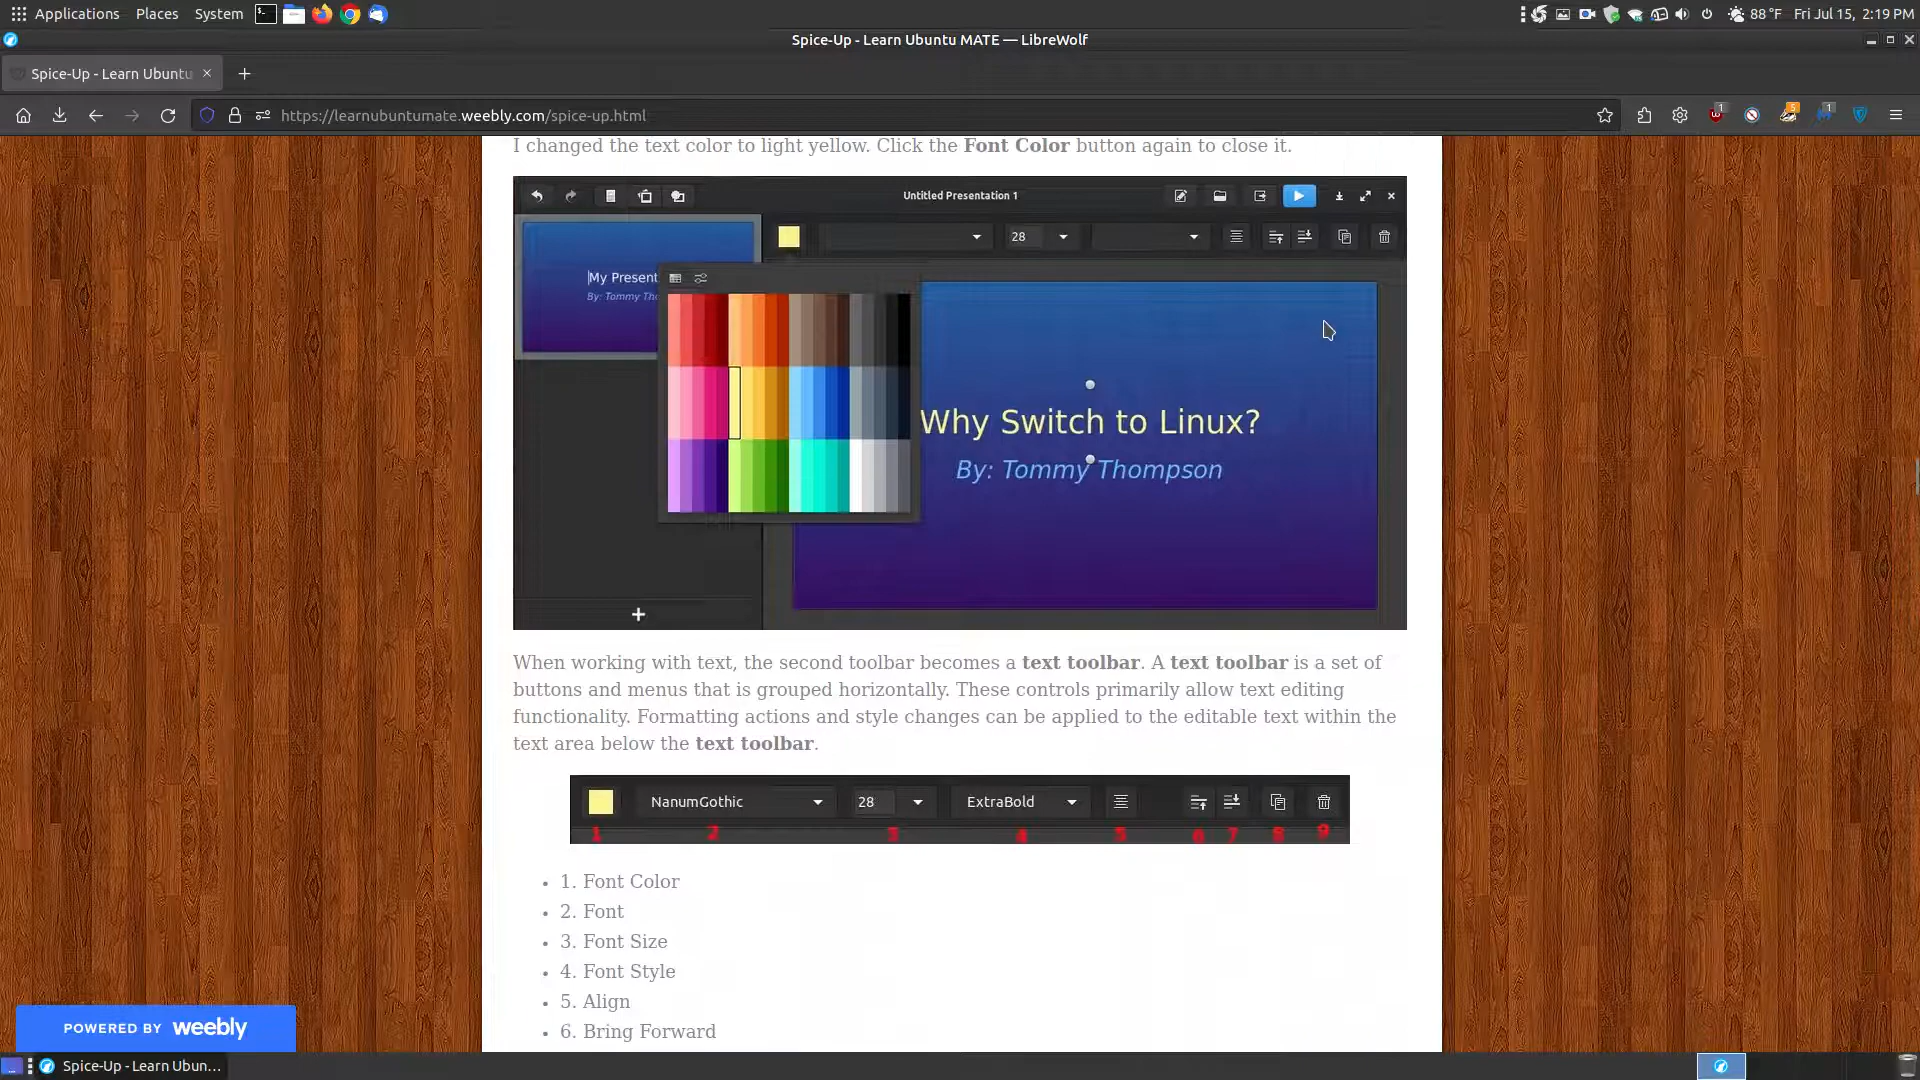 Applications Places System
88 °F Fri Jul 15, 2:19 PM
Spice-Up - Learn Ubuntu MATE — LibreWolf
Spice-Up - Learn Ubuntu
https://learnubuntumate.weebly.com/spice-up.html
1 5 1
I changed the text color to light yellow. Click the Font Color button again to close it.
Untitled Presentation 1
28
My Present
By: Tommy Tho
Why Switch to Linux?
By: Tommy Thompson
When working with text, the second toolbar becomes a text toolbar. A text toolbar is a set of
buttons and menus that is grouped horizontally. These controls primarily allow text editing
functionality. Formatting actions and style changes can be applied to the editable text within the
text area below the text toolbar.
NanumGothic 28 ExtraBold
1 2 3 4 5 6 7 8 9
• 1. Font Color
• 2. Font
• 3. Font Size
• 4. Font Style
• 5. Align
• 6. Bring Forward
POWERED BY weebly
Spice-Up - Learn Ubun...